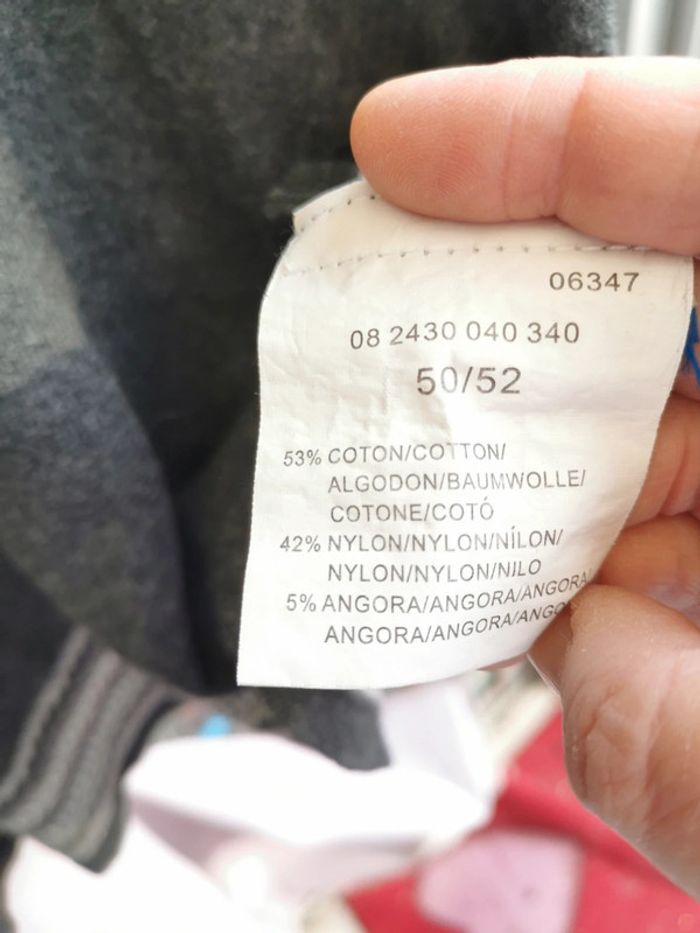 06347
08 2430 040 340
50/52
53% COTON/COTTON/
ALGODON/BAUMWOLLE/
COTONE/COTÓ
42% NYLON/NYLON/NÍLON/
NYLON/NYLON/NILO
5% ANGORA/ANGORA/ANGORA
ANGORA/ANGORA/ANGO